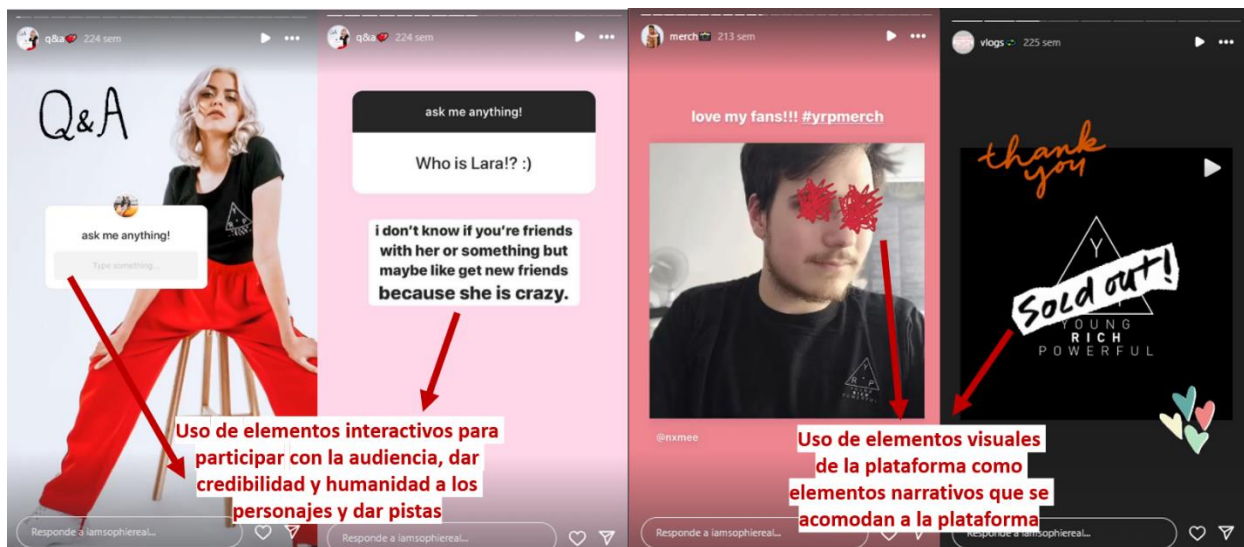 q&a 224 sem
Q&A
ask me anything!
Type something...
Responde a iamsophiereal...
q&a 224 sem
ask me anything!
Who is Lara!? :)
i don't know if you're friends
with her or something but
maybe like get new friends
because she is crazy.
Uso de elementos interactivos para
participar con la audiencia, dar
credibilidad y humanidad a los
personajes y dar pistas
merch 213 sem
love my fans!!! #yrpmerch
Y
R P
YOUNG
RICH
POWERFUL
@nxmee
Responde a iamsophiereal...
vlogs 225 sem
thank
you
Y
Sold out!
YOUNG
RICH
POWERFUL
Uso de elementos visuales
de la plataforma como
elementos narrativos que se
acomodan a la plataforma
Responde a iamsophiereal...